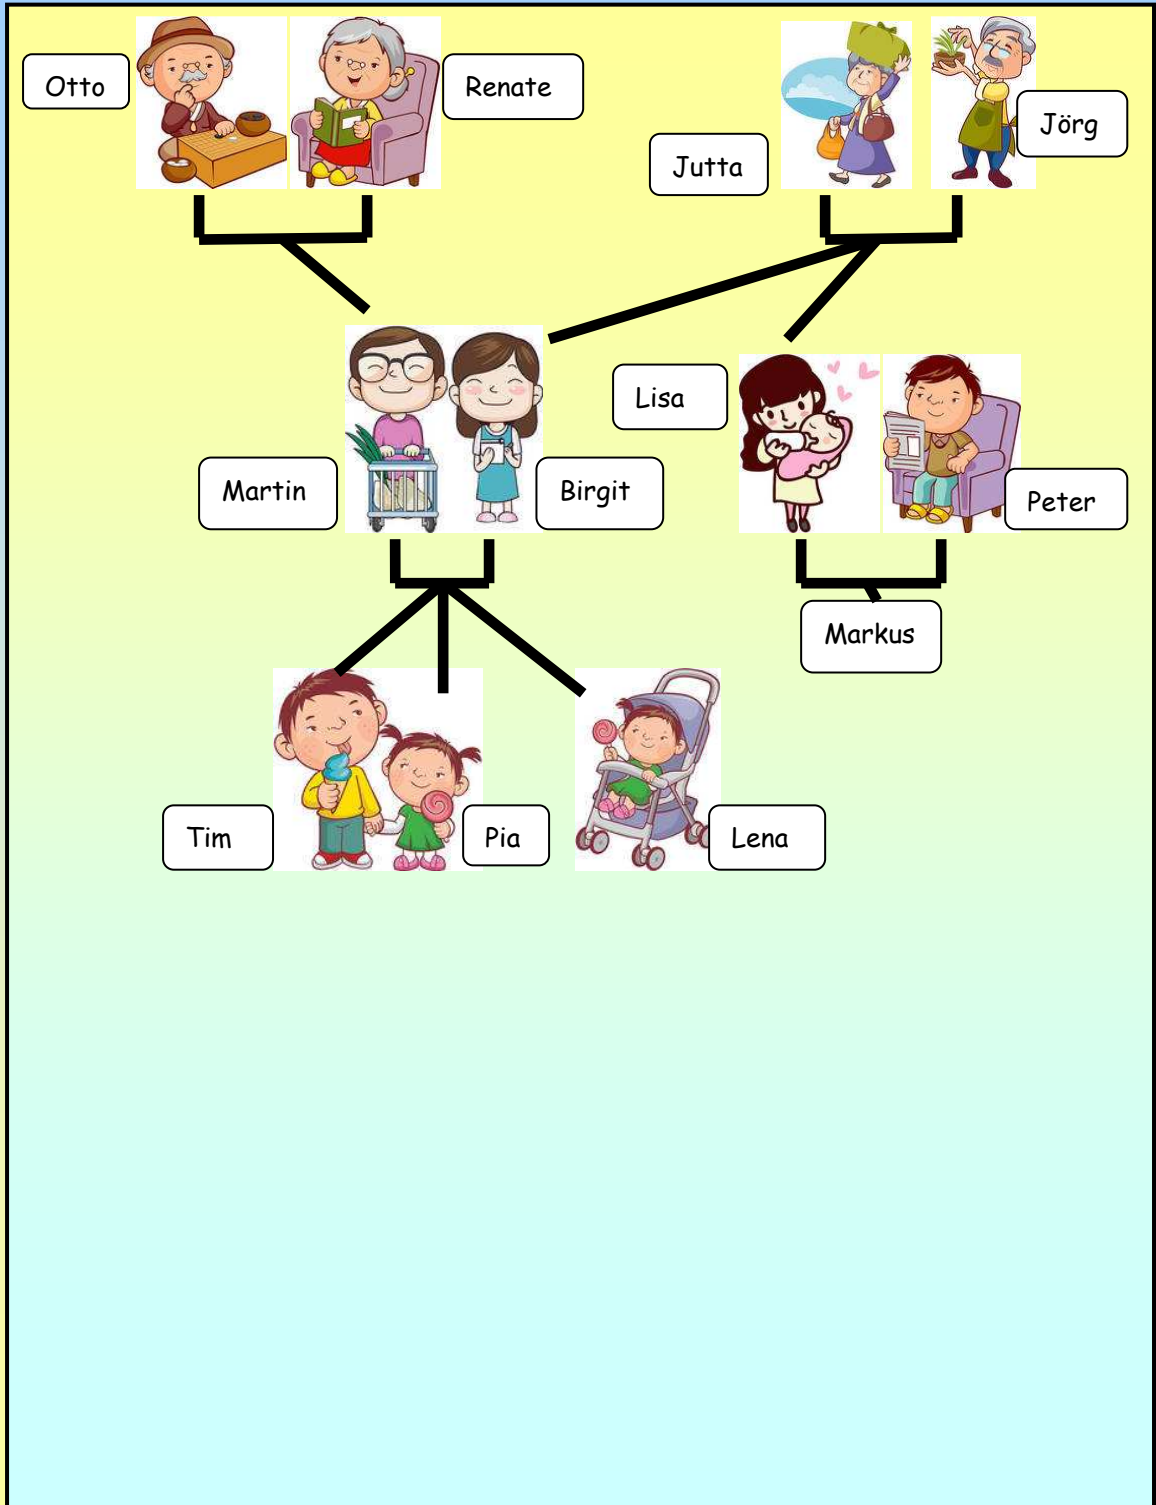 Otto
Renate
Jutta
Jörg
Lisa
Martin
Birgit
Peter
Markus
Tim
Pia
Lena